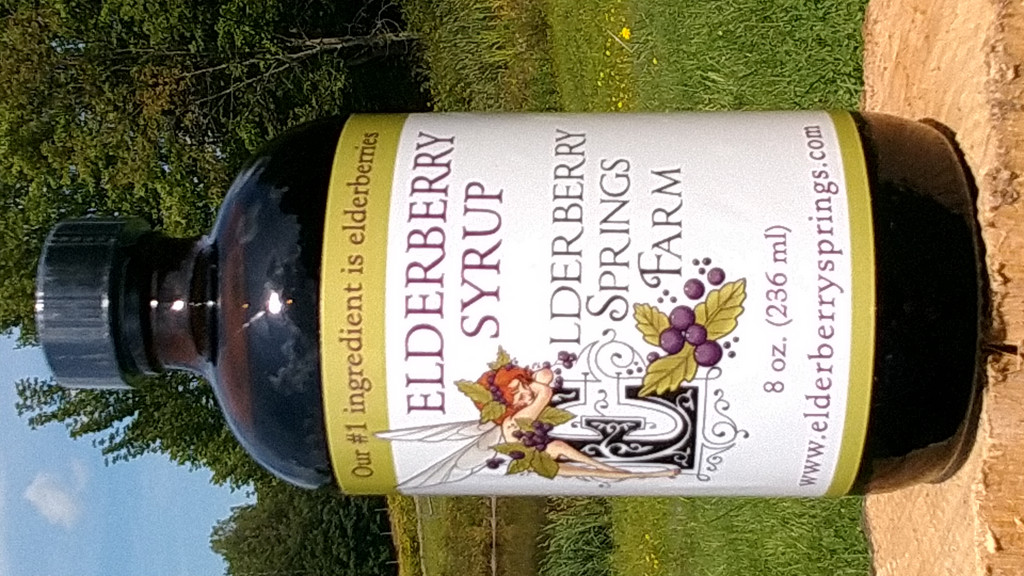 Our #1 ingredient is elderberries
ELDERBERRY
SYRUP
ELDERBERRY
SPRINGS
FARM
8 oz. (236 ml)
www.elderberrysprings.com